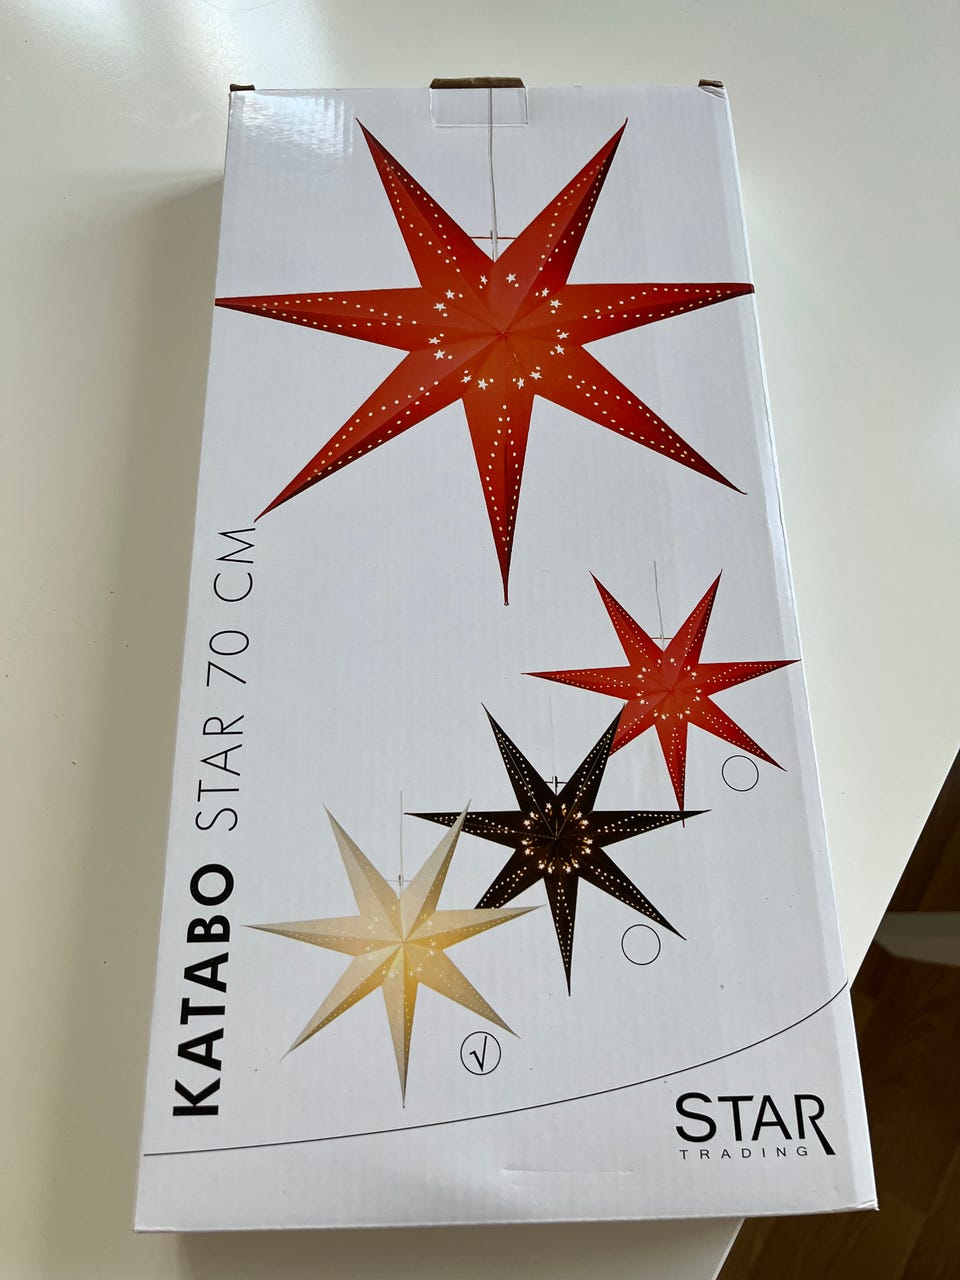 KATABO STAR 70 CM
√
STAR
TRADING